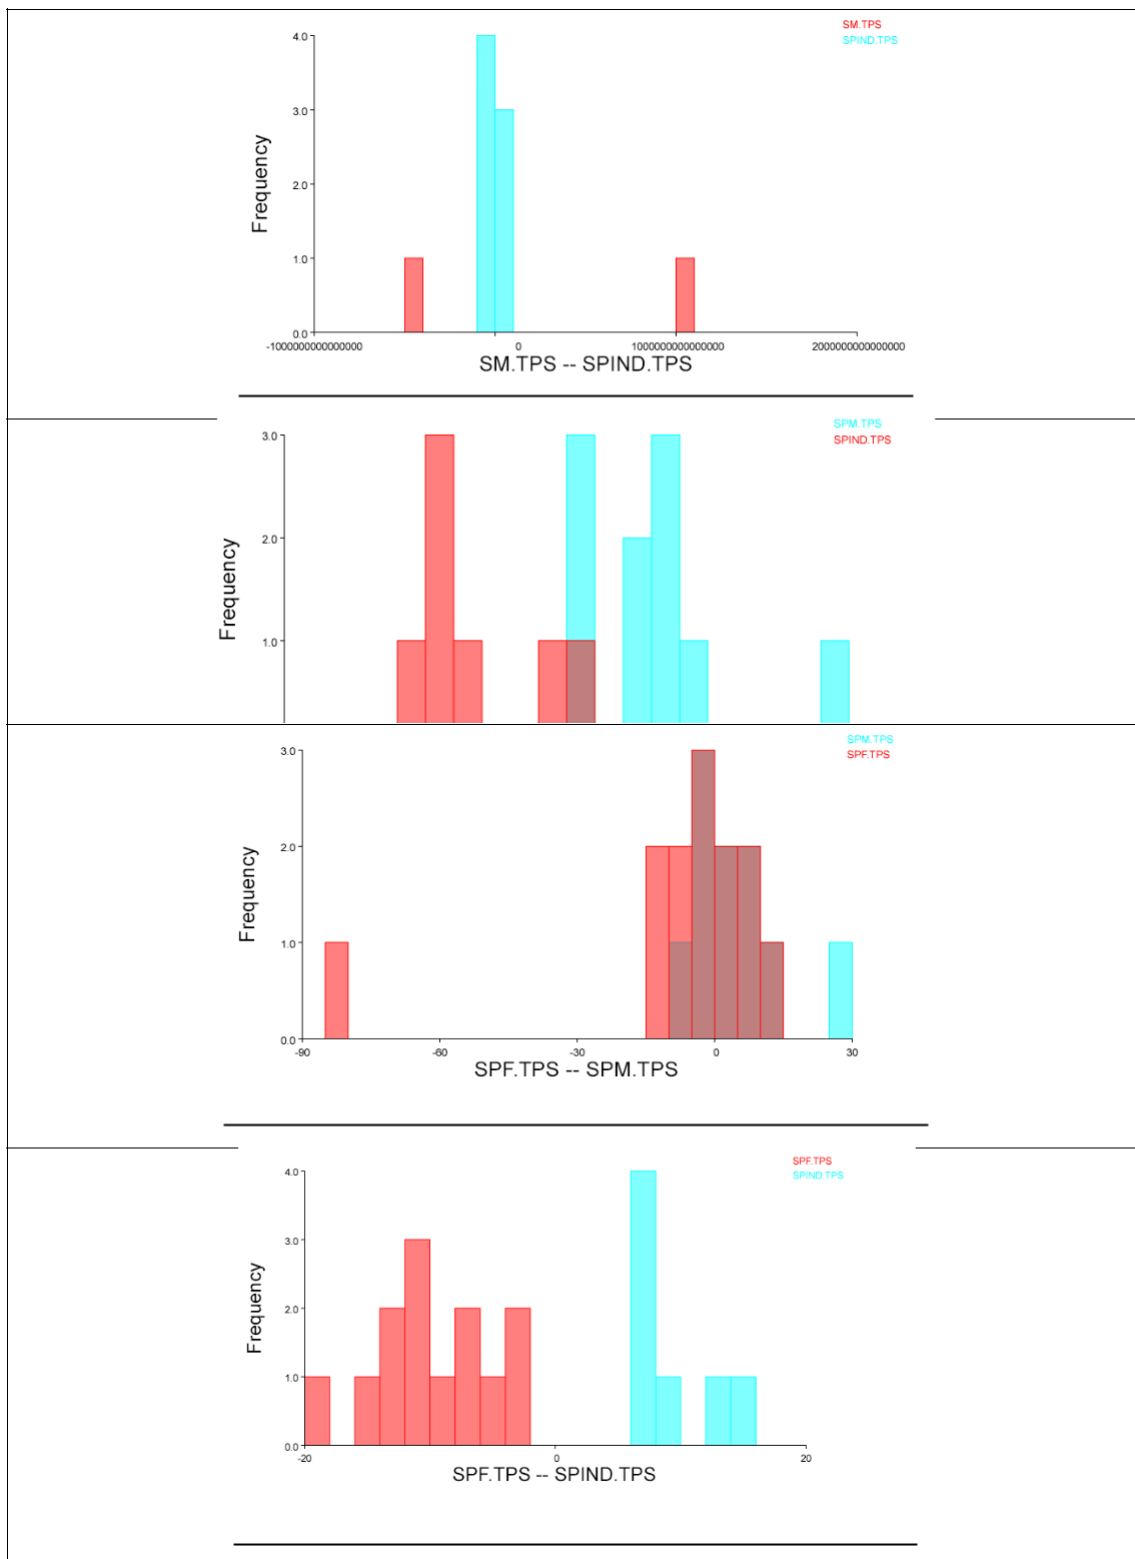 SM.TPS
SPIND.TPS
4.0
3.0
2.0
1.0
0.0
Frequency
-1000000000000000 0 1000000000000000 2000000000000000
SM.TPS -- SPIND.TPS
SPM.TPS
SPIND.TPS
3.0
2.0
1.0
Frequency
SPM.TPS
SPF.TPS
3.0
2.0
1.0
0.0
Frequency
-90 -60 -30 0 30
SPF.TPS -- SPM.TPS
SPF.TPS
SPIND.TPS
4.0
3.0
2.0
1.0
0.0
Frequency
-20 0 20
SPF.TPS -- SPIND.TPS